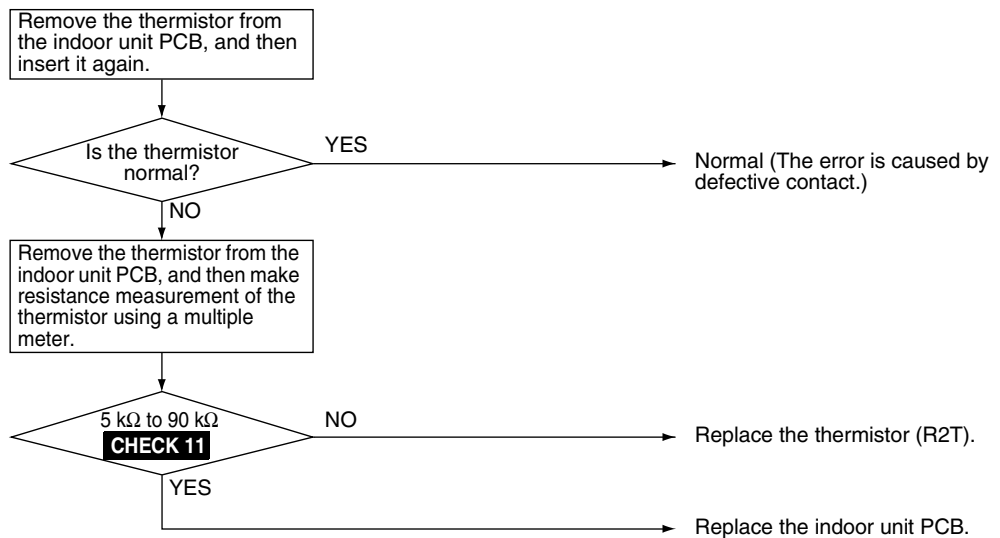 Remove the thermistor from
the indoor unit PCB, and then
insert it again.
Is the thermistor
normal?
YES
Normal (The error is caused by
defective contact.)
NO
Remove the thermistor from the
indoor unit PCB, and then make
resistance measurement of the
thermistor using a multiple
meter.
5 kΩ to 90 kΩ
CHECK 11
NO
Replace the thermistor (R2T).
YES
Replace the indoor unit PCB.